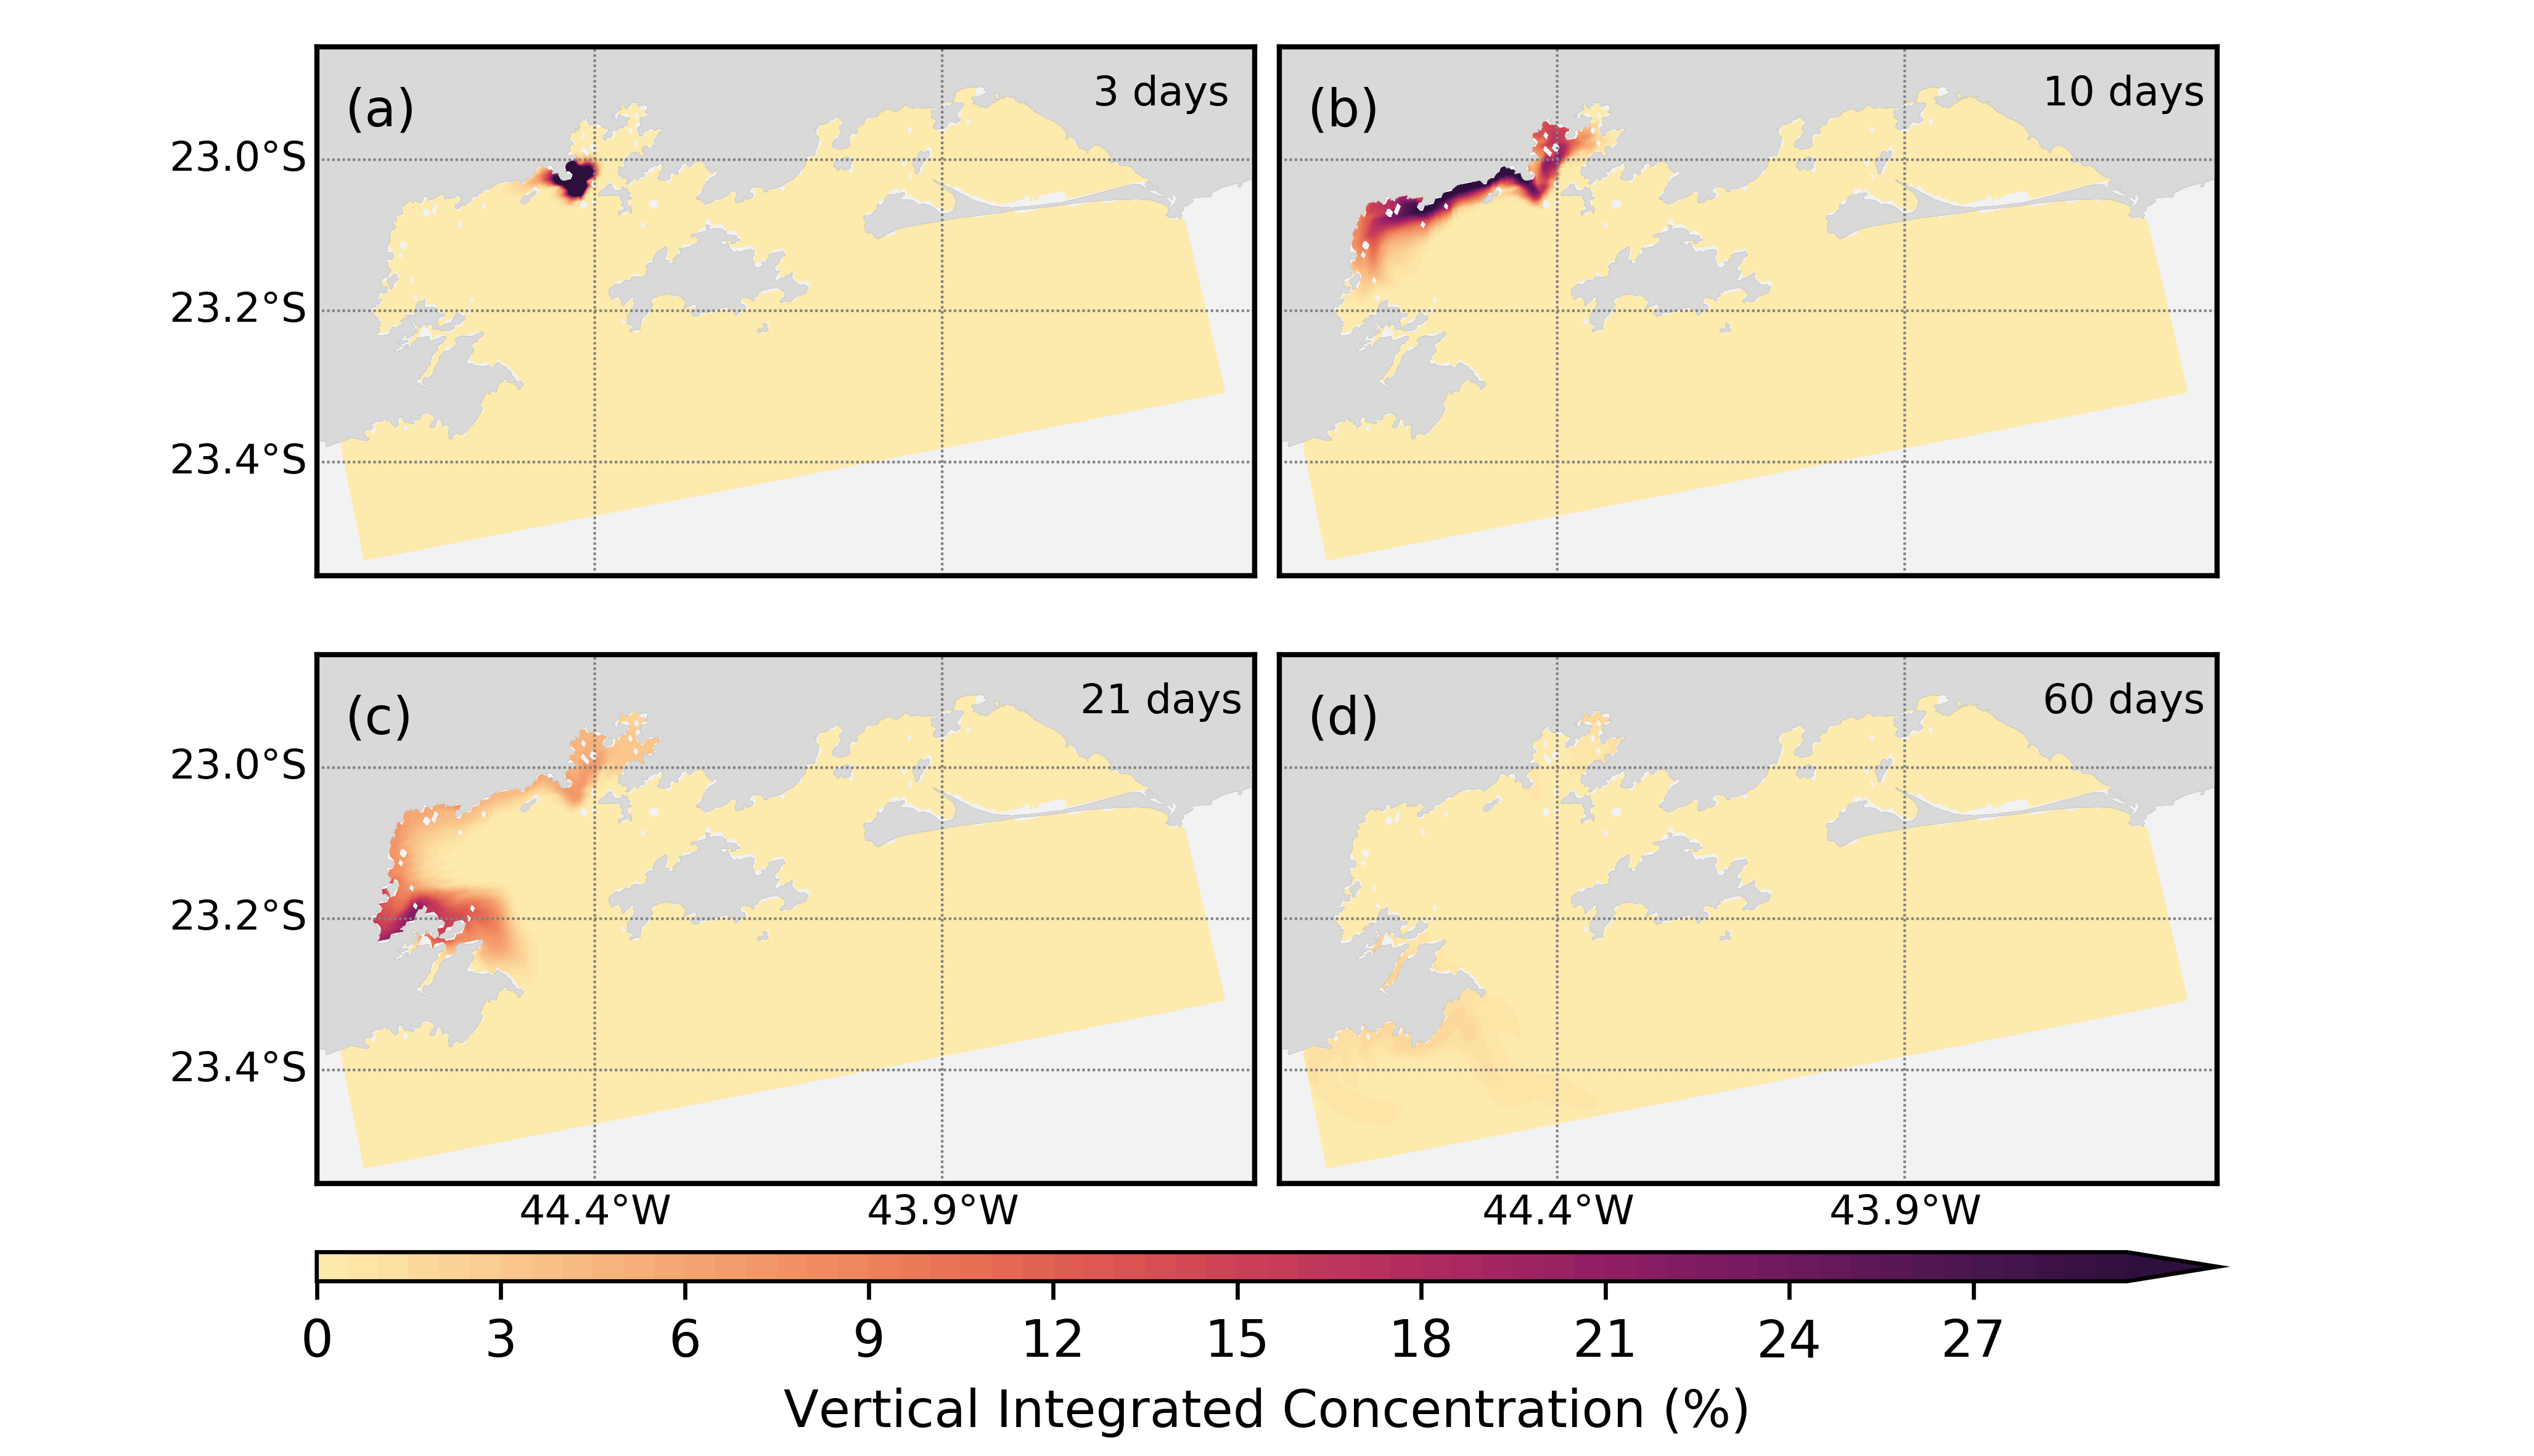 (a)
3 days
(b)
10 days
23.0°S
23.2°S
23.4°S
(c)
21 days
(d)
60 days
23.0°S
23.2°S
23.4°S
44.4°W 43.9°W 44.4°W 43.9°W
0 3 6 9 12 15 18 21 24 27
Vertical Integrated Concentration (%)